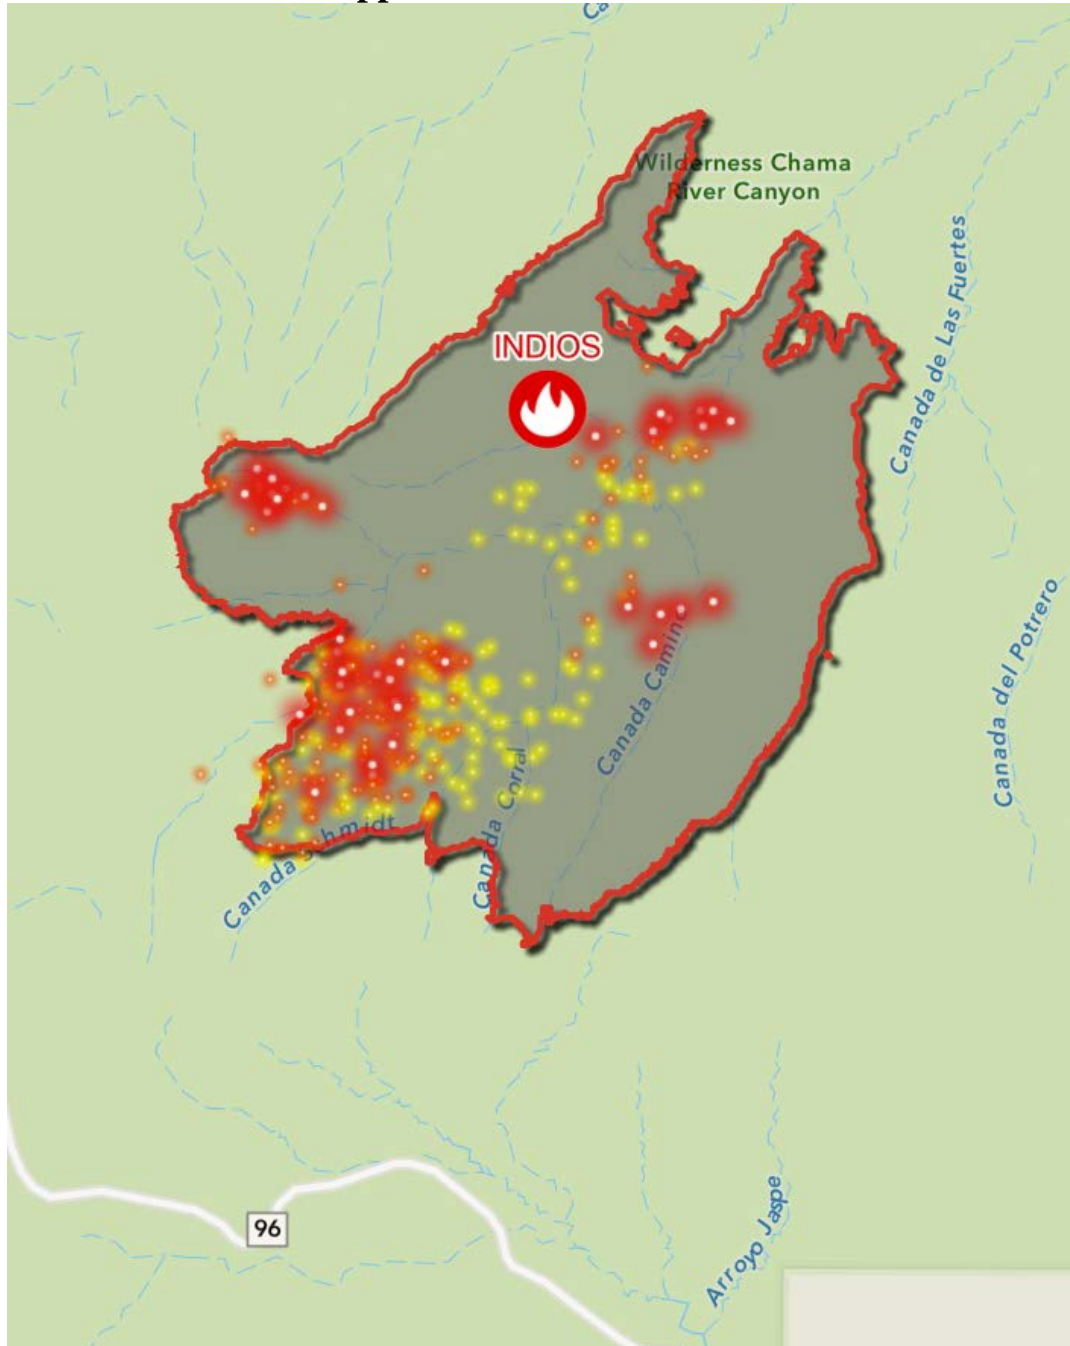 Wilderness Chama
River Canyon
INDIOS
Canada de Las Fuertes
Canada del Potrero
Canada Camino
Canada Corral
Canada Schmidt
96
Arroyo Jaspe